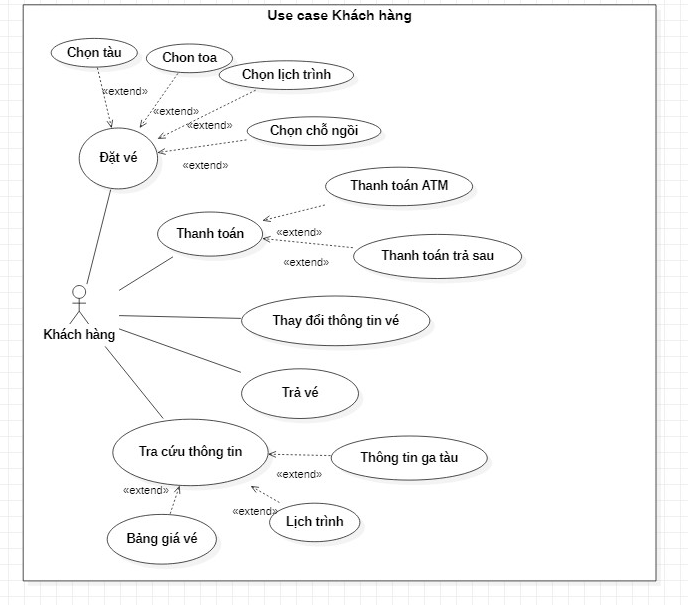 Use case Khách hàng
Chọn tàu
Chon toa
Chọn lịch trình
«extend»
«extend»
«extend»
Chọn chỗ ngồi
Đặt vé
«extend»
Thanh toán ATM
Thanh toán
«extend»
Thanh toán trả sau
«extend»
Thay đổi thông tin vé
Khách hàng
Trả vé
Tra cứu thông tin
Thông tin ga tàu
«extend»
«extend»
«extend»
Lịch trình
Bảng giá vé